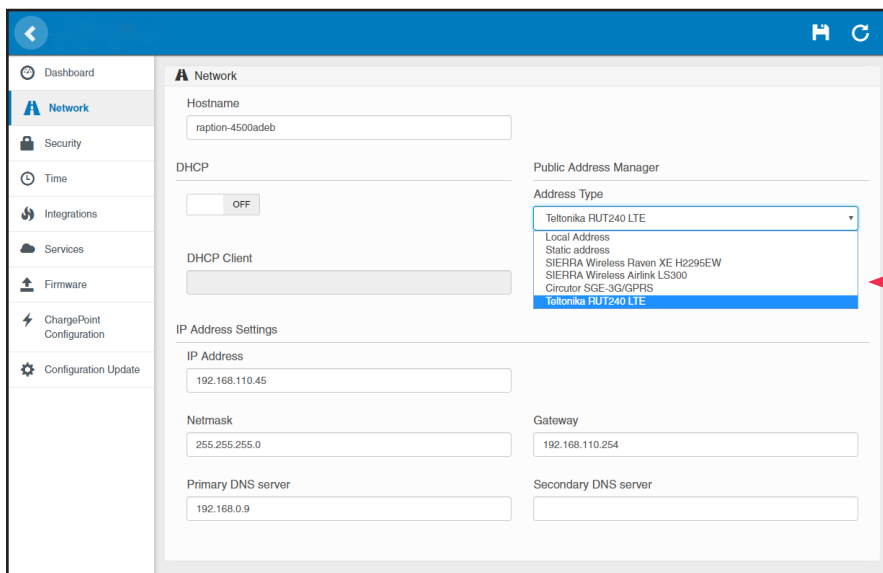 Dashboard
Network
Security
Time
Integrations
Services
Firmware
ChargePoint
Configuration
Configuration Update
Network
Hostname
raption-4500adeb
DHCP
OFF
DHCP Client
Public Address Manager
Address Type
Teltonika RUT240 LTE
Local Address
Static address
SIERRA Wireless Raven XE H2295EW
SIERRA Wireless Airlink LS300
Circutor SGE-3G/GPRS
Teltonika RUT240 LTE
IP Address Settings
IP Address
192.168.110.45
Netmask
255.255.255.0
Gateway
192.168.110.254
Primary DNS server
192.168.0.9
Secondary DNS server